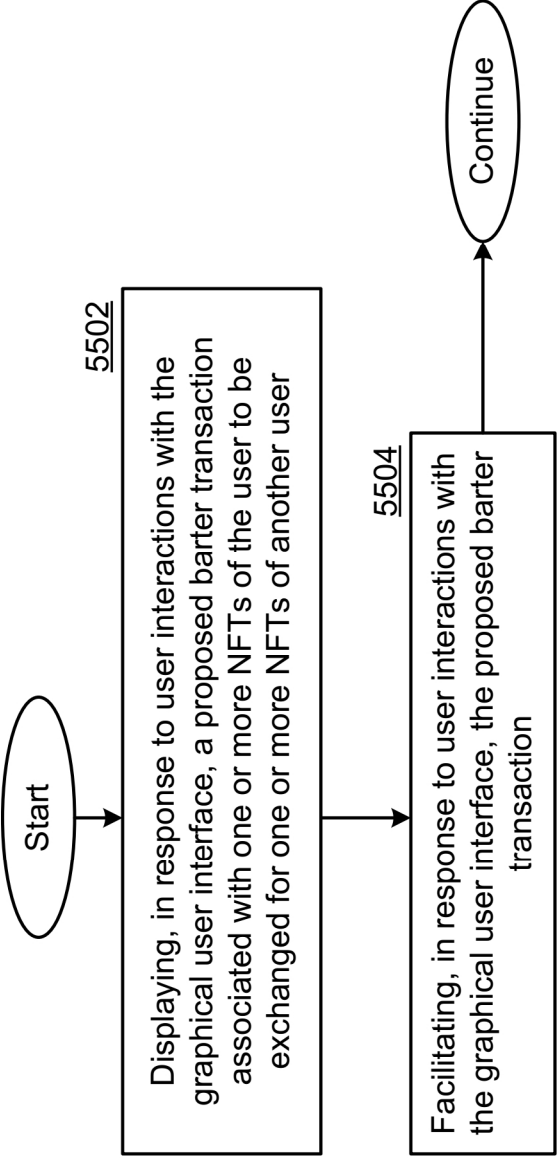 Start
5502
Displaying, in response to user interactions with the
graphical user interface, a proposed barter transaction
associated with one or more NFTs of the user to be
exchanged for one or more NFTs of another user
5504
Facilitating, in response to user interactions with
the graphical user interface, the proposed barter
transaction
Continue